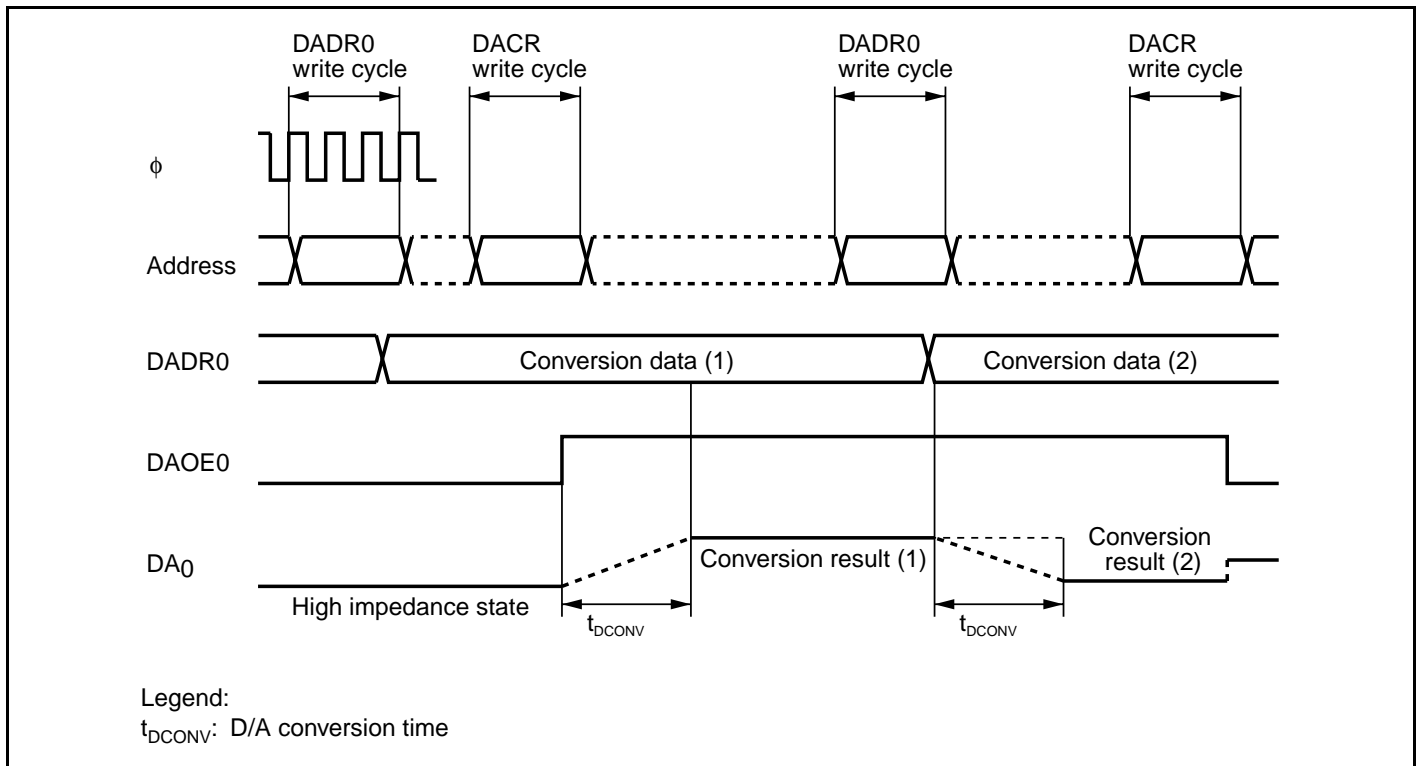 DADR0
write cycle
DACR
write cycle
DADR0
write cycle
DACR
write cycle
ϕ
Address
DADR0
Conversion data (1)
Conversion data (2)
DAOE0
DA0
High impedance state
Conversion result (1)
Conversion
result (2)
tDCONV
tDCONV
Legend:
tDCONV: D/A conversion time